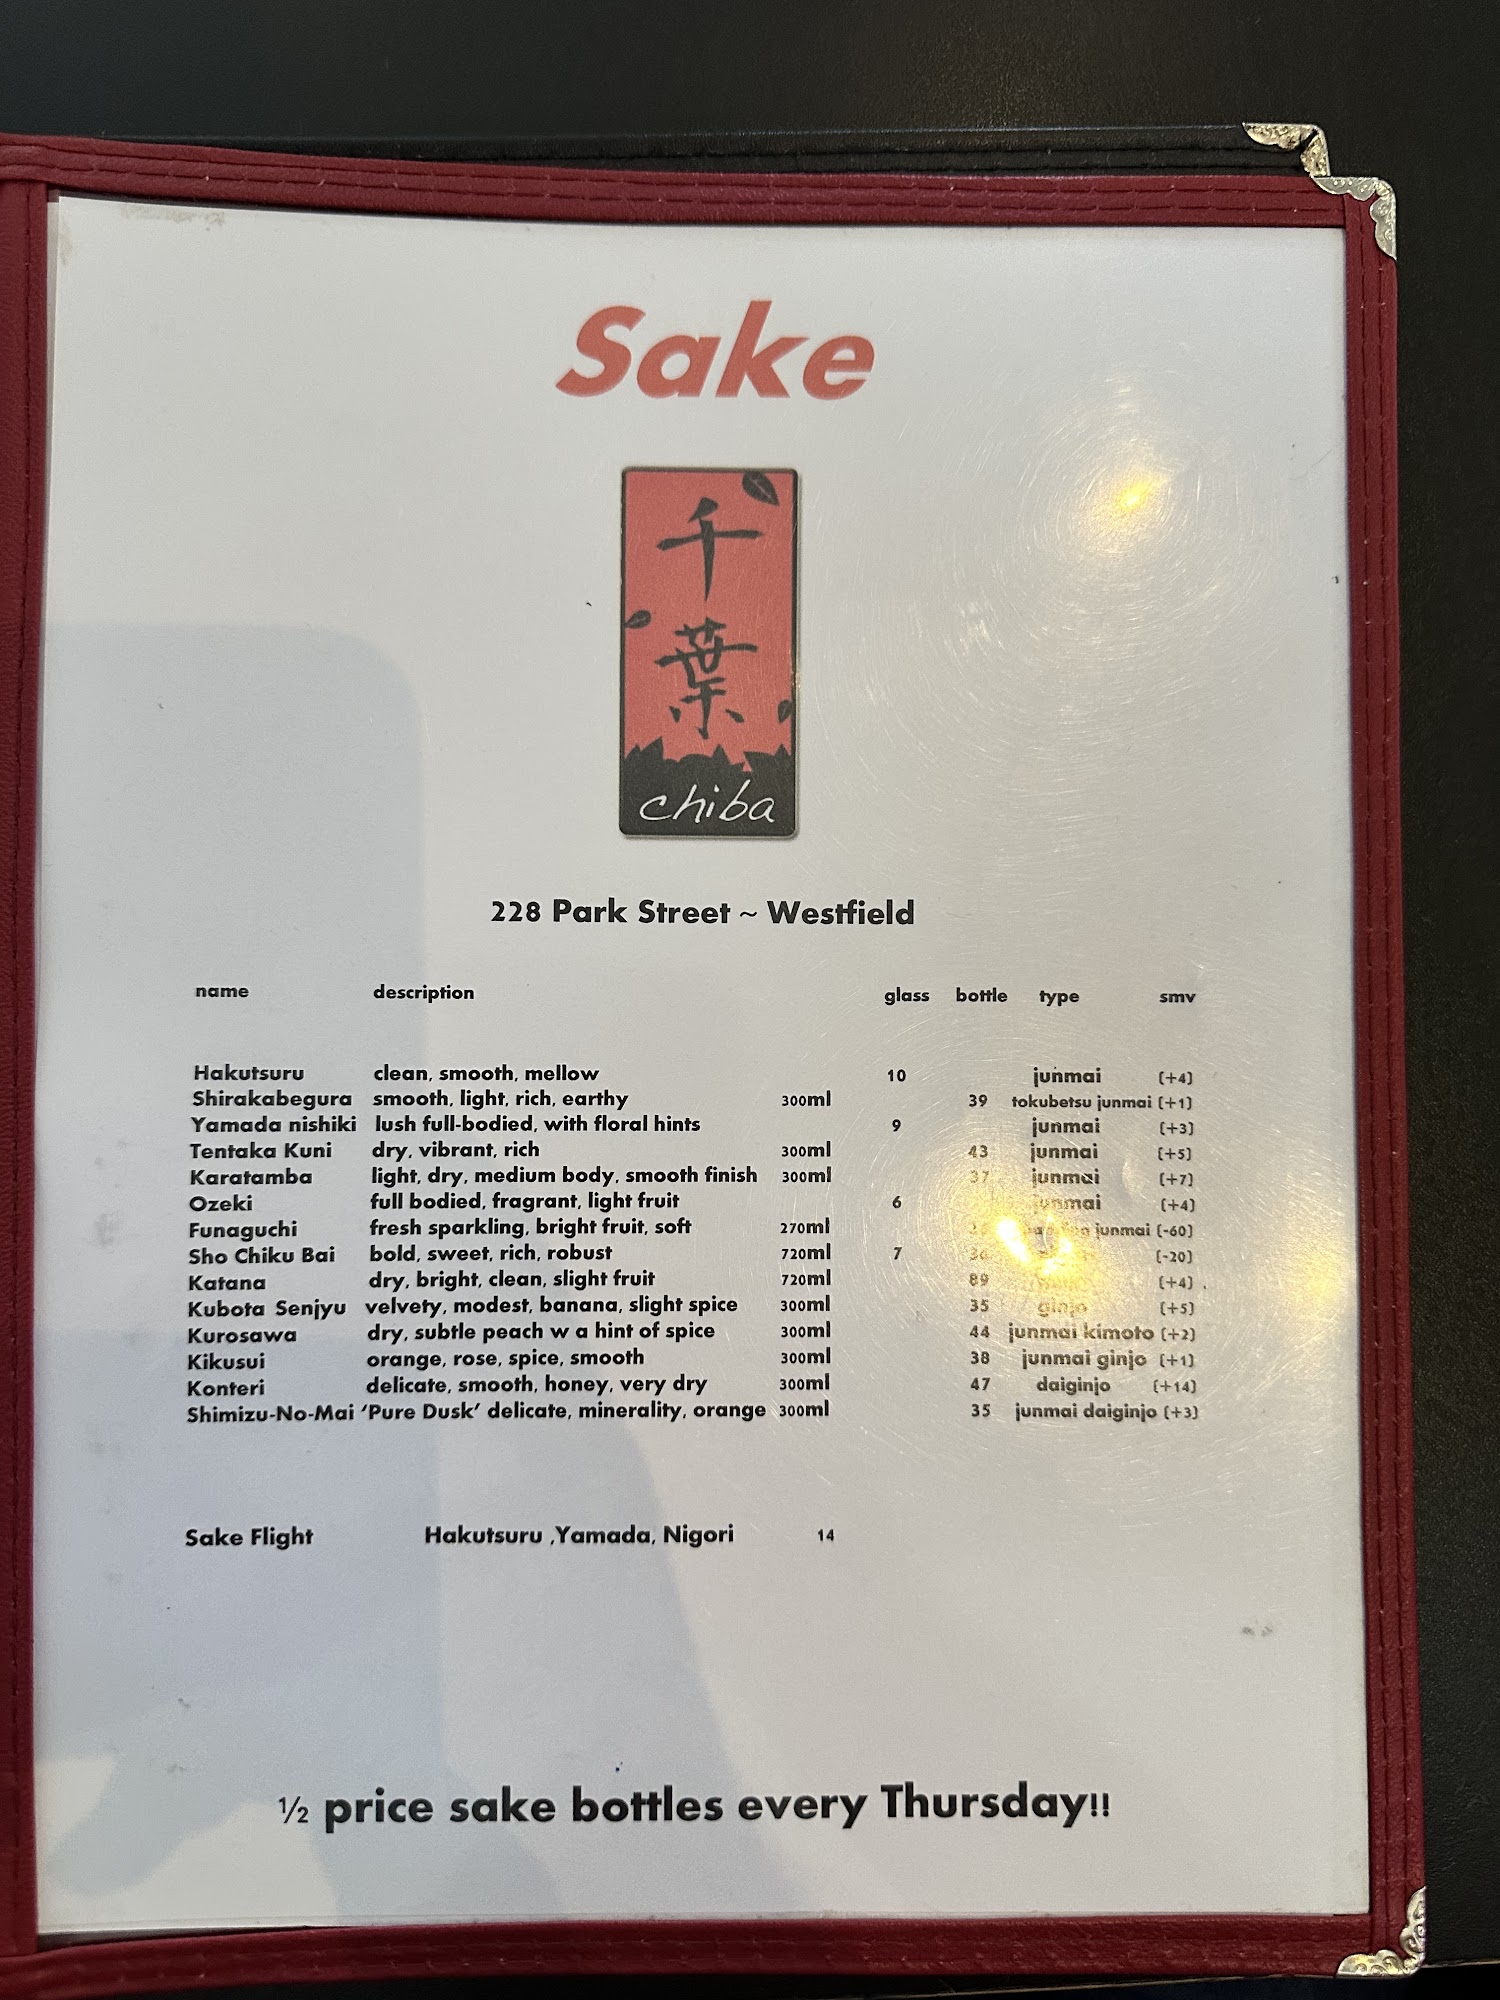 Sake
千
葉
chiba
228 Park Street ~ Westfield
name description glass bottle type smv
Hakutsuru clean, smooth, mellow 10 junmai (+4)
Shirakabegura smooth, light, rich, earthy 300ml 39 tokubetsu junmai (+1)
Yamada nishiki lush full-bodied, with floral hints 9 junmai (+3)
Tentaka Kuni dry, vibrant, rich 300ml 43 junmai (+5)
Karatamba light, dry, medium body, smooth finish 300ml 37 junmai (+7)
Ozeki full bodied, fragrant, light fruit 6 junmai (+4)
Funaguchi fresh sparkling, bright fruit, soft 270ml junmai (-60)
Sho Chiku Bai bold, sweet, rich, robust 720ml 7 (-20)
Katana dry, bright, clean, slight fruit 720ml 89 (+4)
Kubota Senjyu velvety, modest, banana, slight spice 300ml 35 ginjo (+5)
Kurosawa dry, subtle peach w a hint of spice 300ml 44 junmai kimoto (+2)
Kikusui orange, rose, spice, smooth 300ml 38 junmai ginjo (+1)
Konteri delicate, smooth, honey, very dry 300ml 47 daiginjo (+14)
Shimizu-No-Mai 'Pure Dusk' delicate, minerality, orange 300ml 35 junmai daiginjo (+3)
Sake Flight Hakutsuru ,Yamada, Nigori 14
½ price sake bottles every Thursday!!